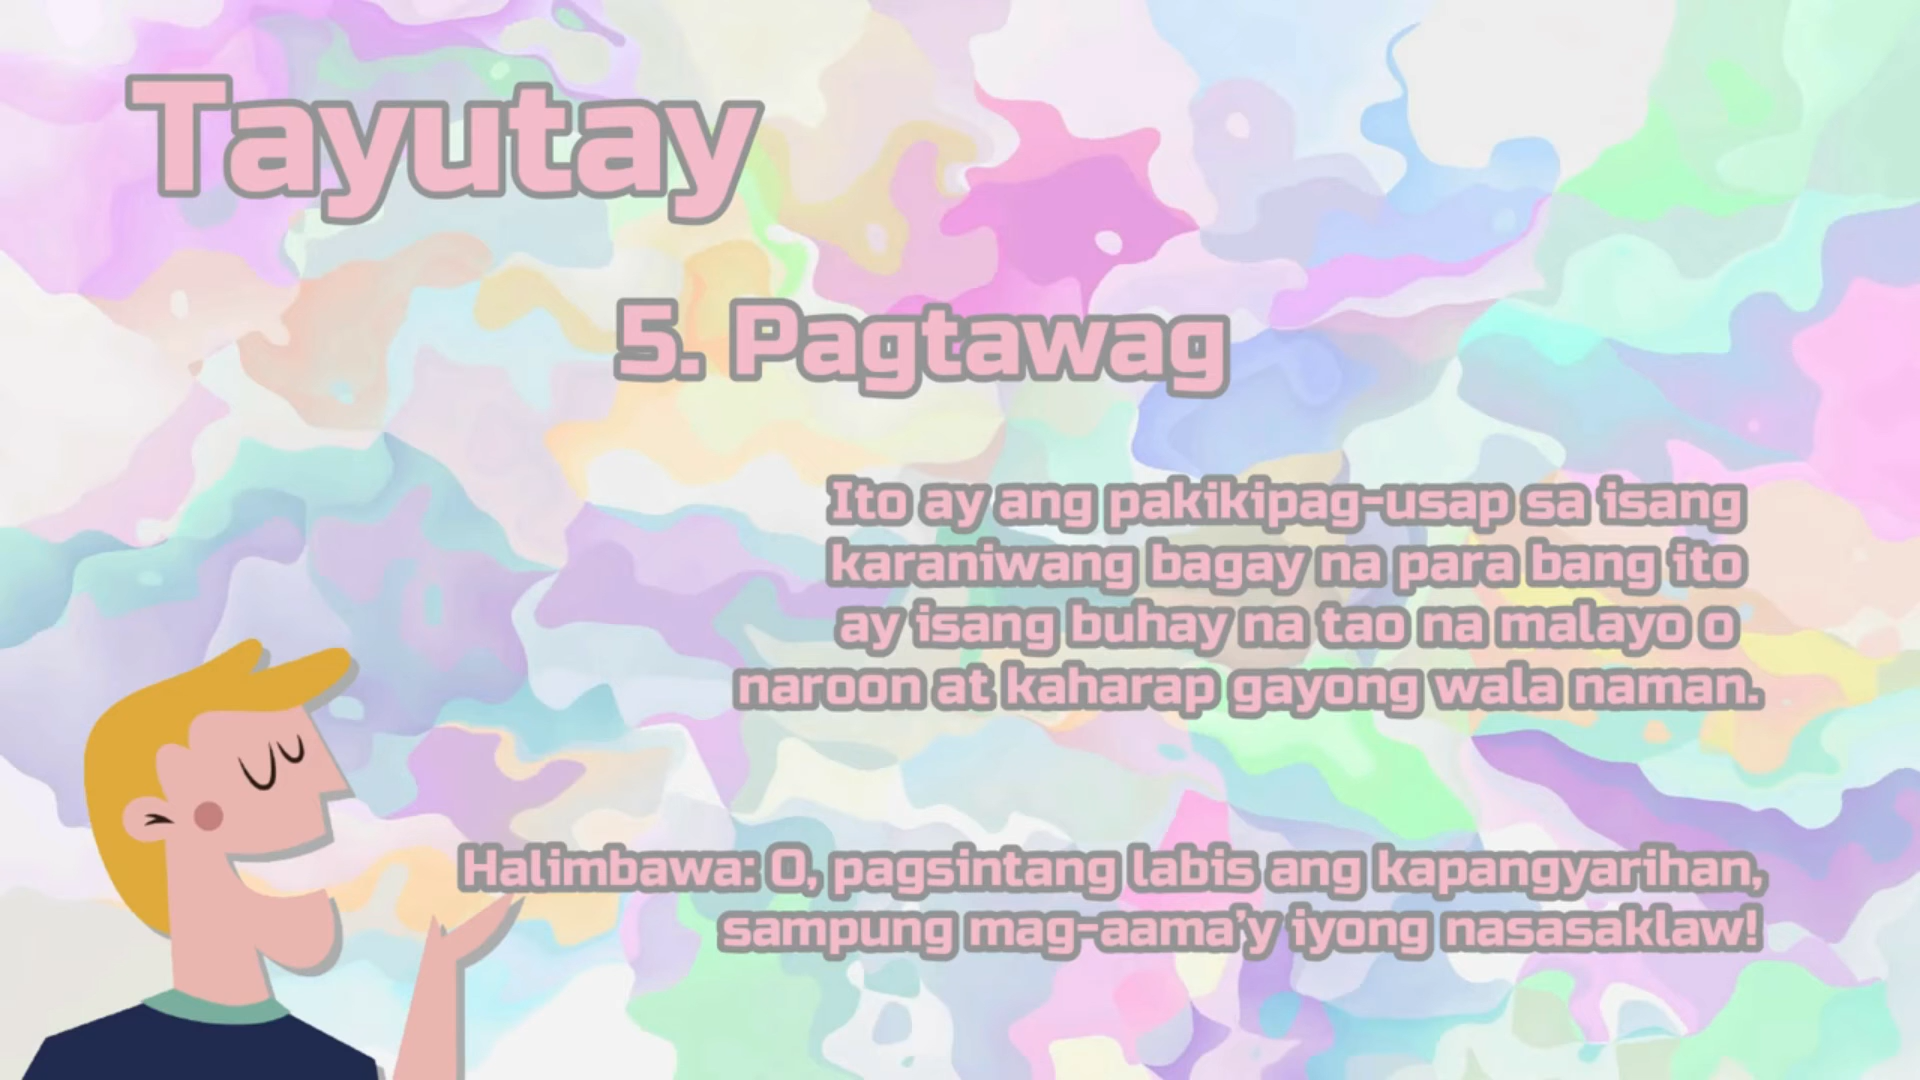 Tayutay
5. Pagtawag
Ito ay ang pakikipag-usap sa isang
karaniwang bagay na para bang ito
ay isang buhay na tao na malayo o
naroon at kaharap gayong wala naman.
Halimbawa: O, pagsintang labis ang kapangyarihan,
sampung mag-aama’y iyong nasasaklaw!